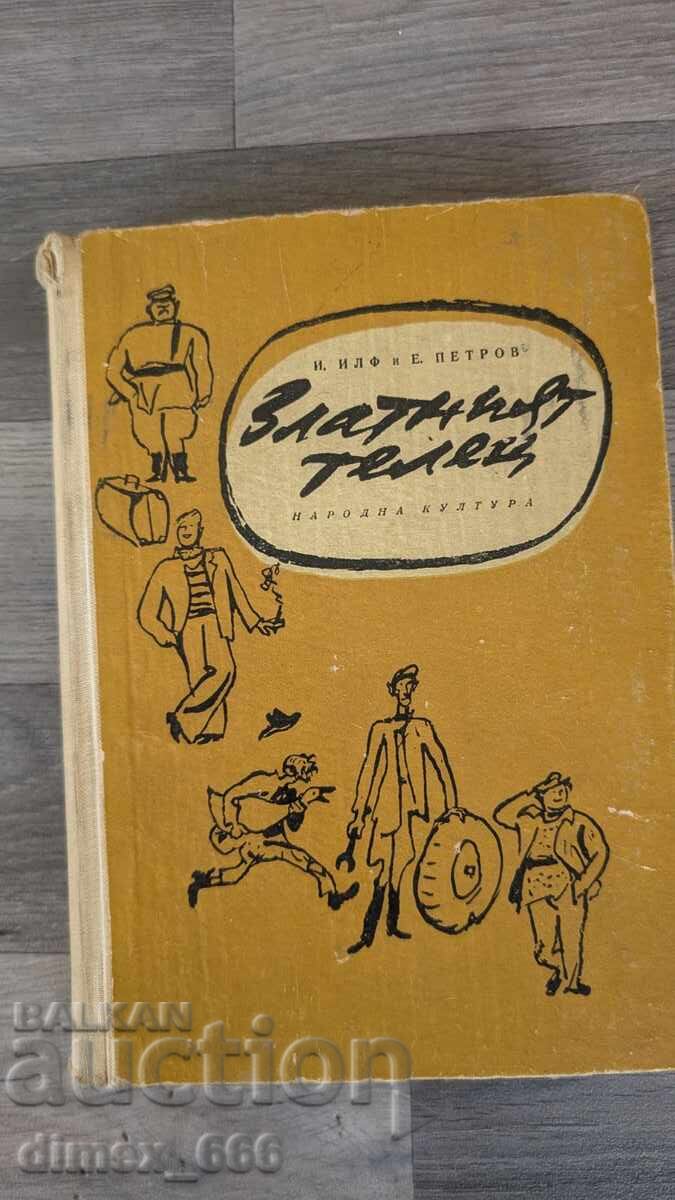 И. ИЛФ и Е. ПЕТРОВ
Златният
телец
НАРОДНА КУЛТУРА
BALKAN
auction
dimex_666